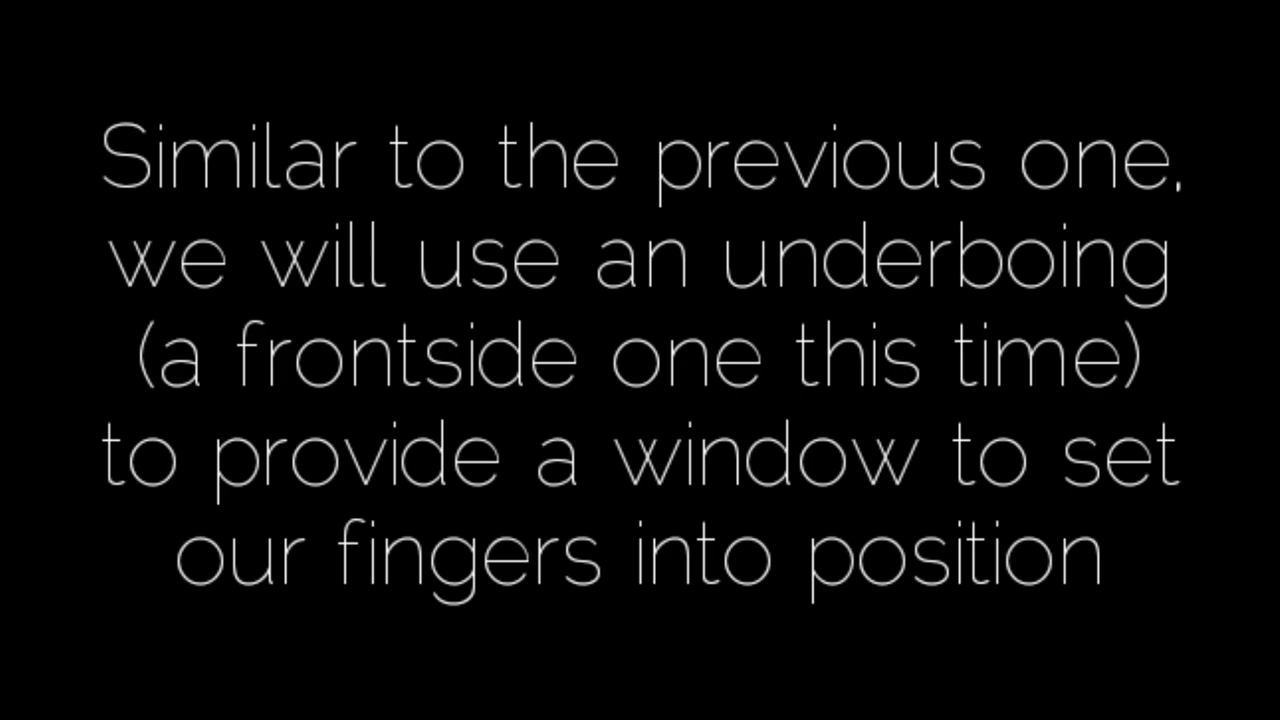 Similar to the previous one,
we will use an underboing
(a frontside one this time)
to provide a window to set
our fingers into position